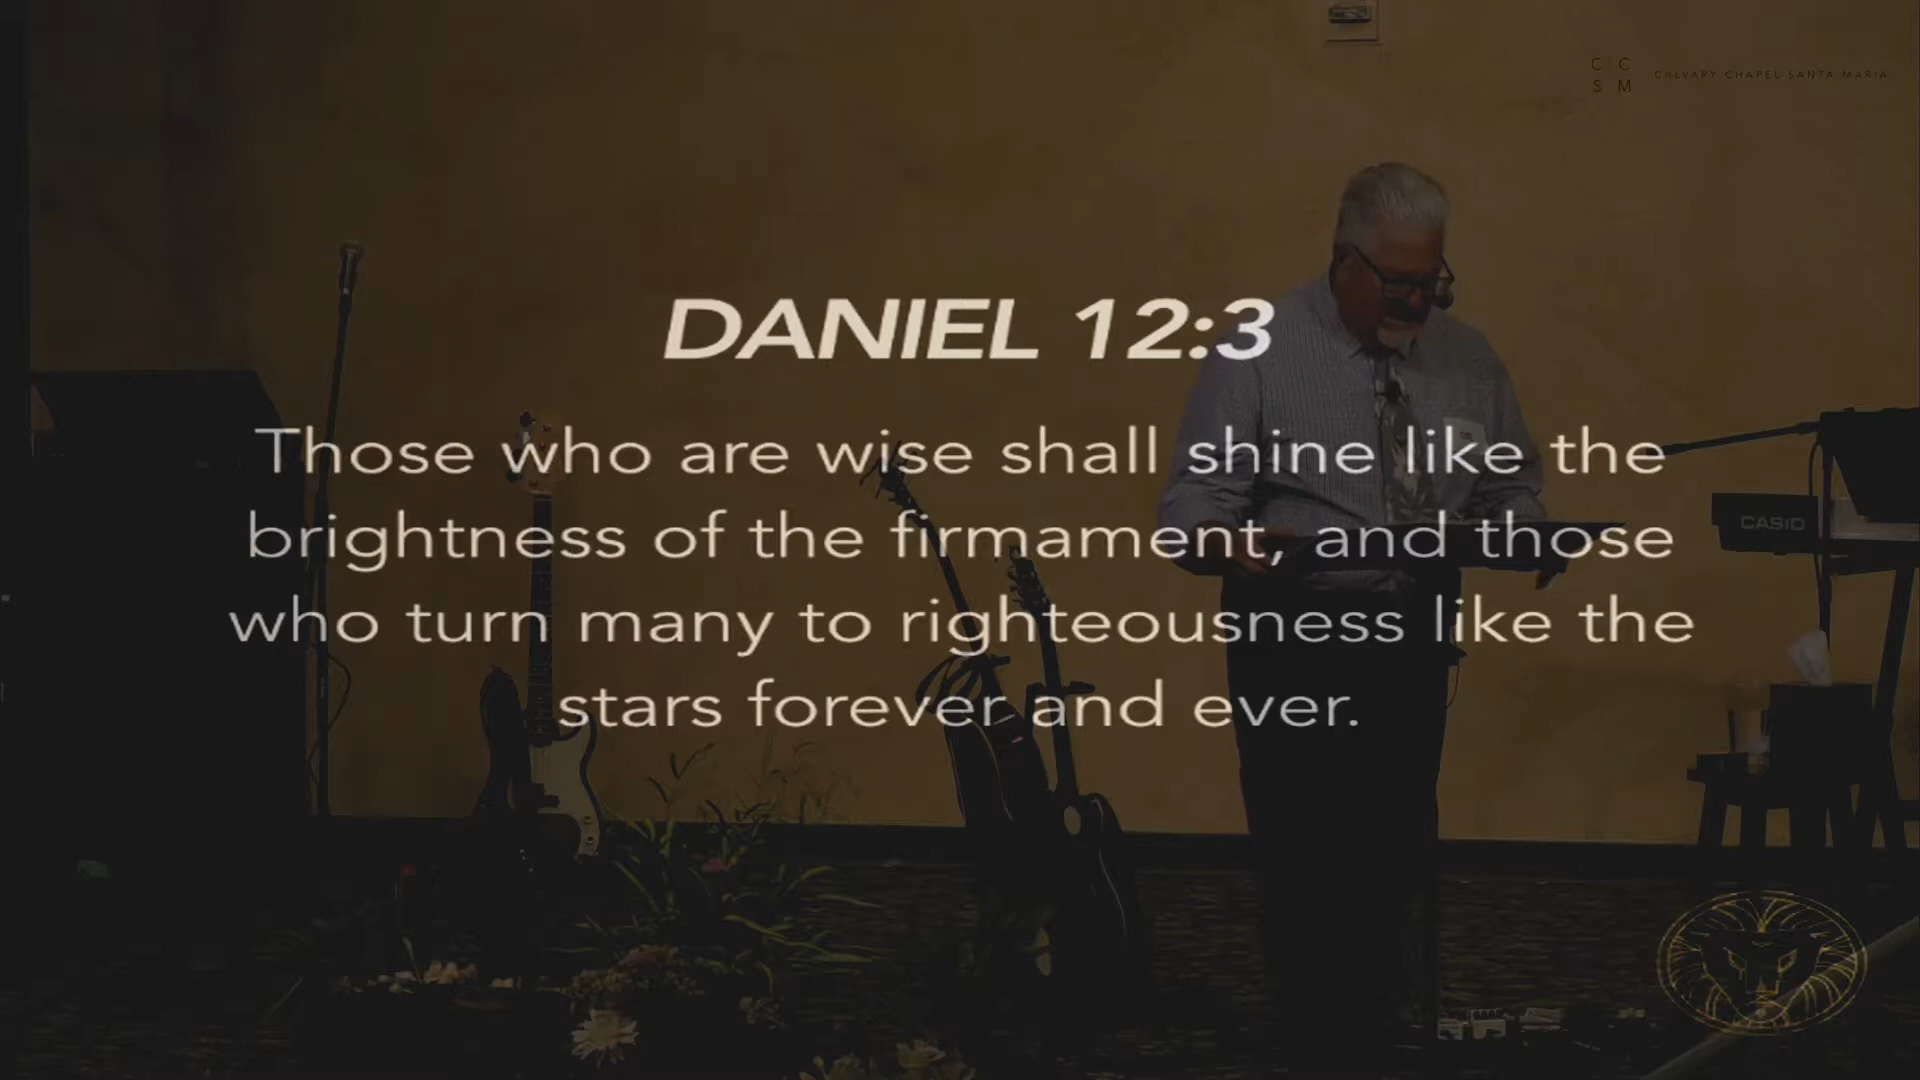 C C
S M
CALVARY CHAPEL SANTA MARIA
DANIEL 12:3
Those who are wise shall shine like the
brightness of the firmament, and those
who turn many to righteousness like the
stars forever and ever.
CASIO